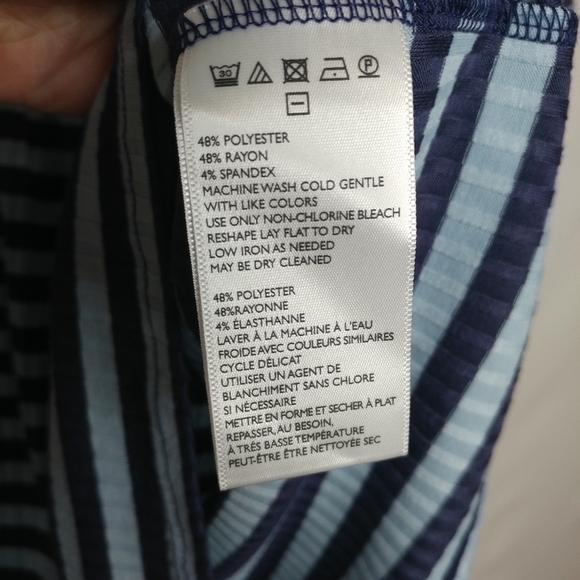 30
P
48% POLYESTER
48% RAYON
4% SPANDEX
MACHINE WASH COLD GENTLE
WITH LIKE COLORS
USE ONLY NON-CHLORINE BLEACH
RESHAPE LAY FLAT TO DRY
LOW IRON AS NEEDED
MAY BE DRY CLEANED
48% POLYESTER
48%RAYONNE
4% ÉLASTHANNE
LAVER À LA MACHINE À L'EAU
FROIDE AVEC COULEURS SIMILAIRES
CYCLE DÉLICAT
UTILISER UN AGENT DE
BLANCHIMENT SANS CHLORE
SI NÉCESSAIRE
METTRE EN FORME ET SECHER À PLAT
REPASSER, AU BESOIN,
À TRÈS BASSE TEMPÉRATURE
PEUT-ÊTRE ÊTRE NETTOYÉE SEC